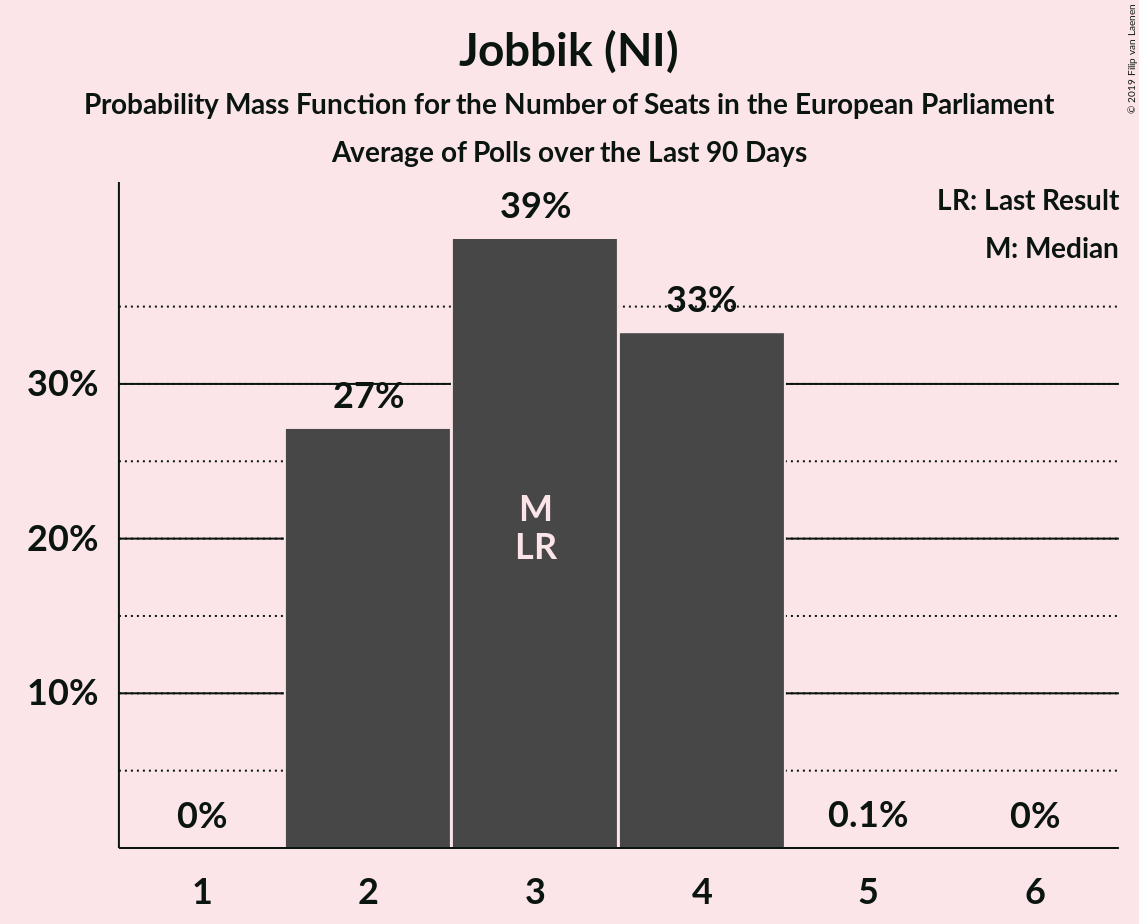 Jobbik (NI)
Probability Mass Function for the Number of Seats in the European Parliament
Average of Polls over the Last 90 Days
© 2019 Filip van Laenen
LR: Last Result
M: Median
39%
33%
27%
30%
20%
10%
M
LR
0%
0.1%
0%
1 2 3 4 5 6